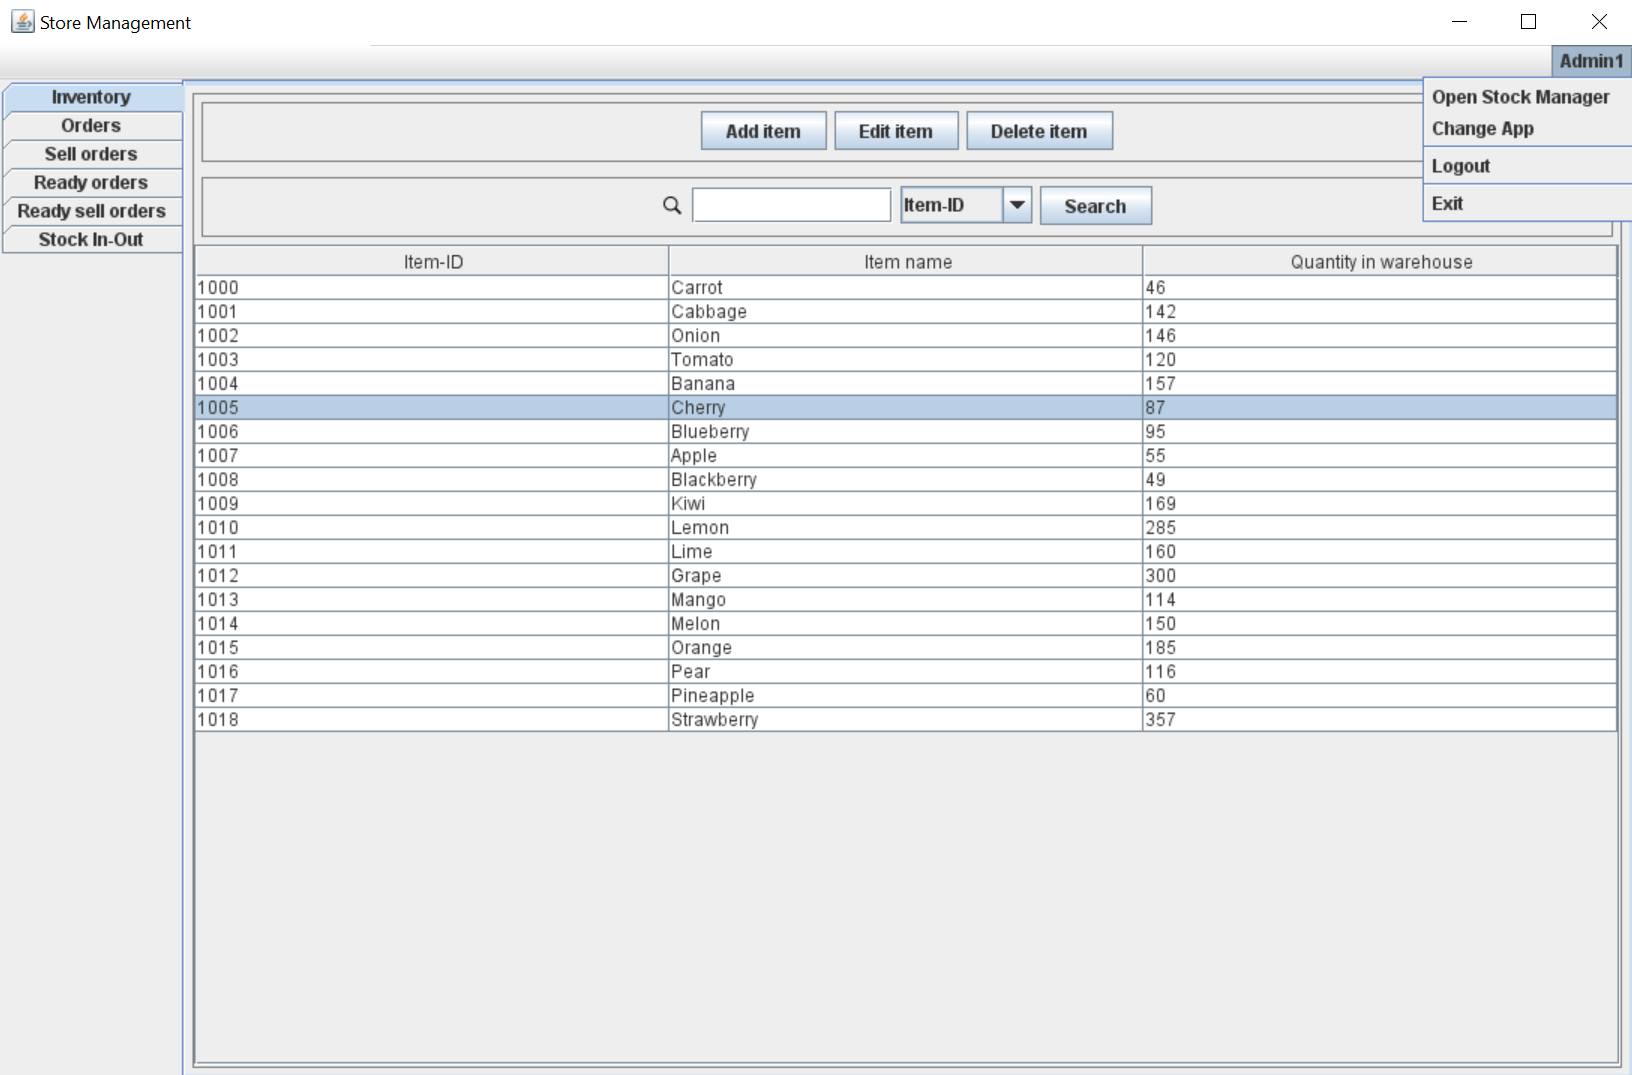 Store Management
Admin1
Open Stock Manager
Change App
Logout
Exit
Inventory
Orders
Sell orders
Ready orders
Ready sell orders
Stock In-Out
Add item Edit item Delete item
Item-ID Search
Item-ID Item name Quantity in warehouse
1000 Carrot 46
1001 Cabbage 142
1002 Onion 146
1003 Tomato 120
1004 Banana 157
1005 Cherry 87
1006 Blueberry 95
1007 Apple 55
1008 Blackberry 49
1009 Kiwi 169
1010 Lemon 285
1011 Lime 160
1012 Grape 300
1013 Mango 114
1014 Melon 150
1015 Orange 185
1016 Pear 116
1017 Pineapple 60
1018 Strawberry 357